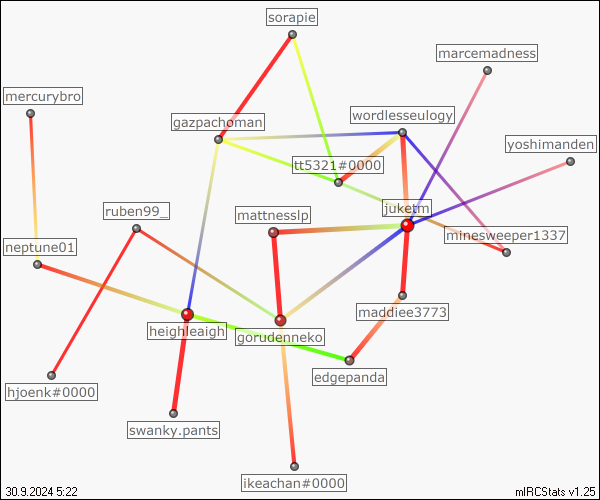 sorapie
marcemadness
mercurybro
wordlesseulogy
gazpachoman
yoshimanden
tt5321#0000
ruben99_
juketm
mattnesslp
minesweeper1337
neptune01
maddiee3773
heighleaigh
gorudenneko
edgepanda
hjoenk#0000
swanky.pants
ikeachan#0000
30.9.2024 5:22
mIRCStats v1.25